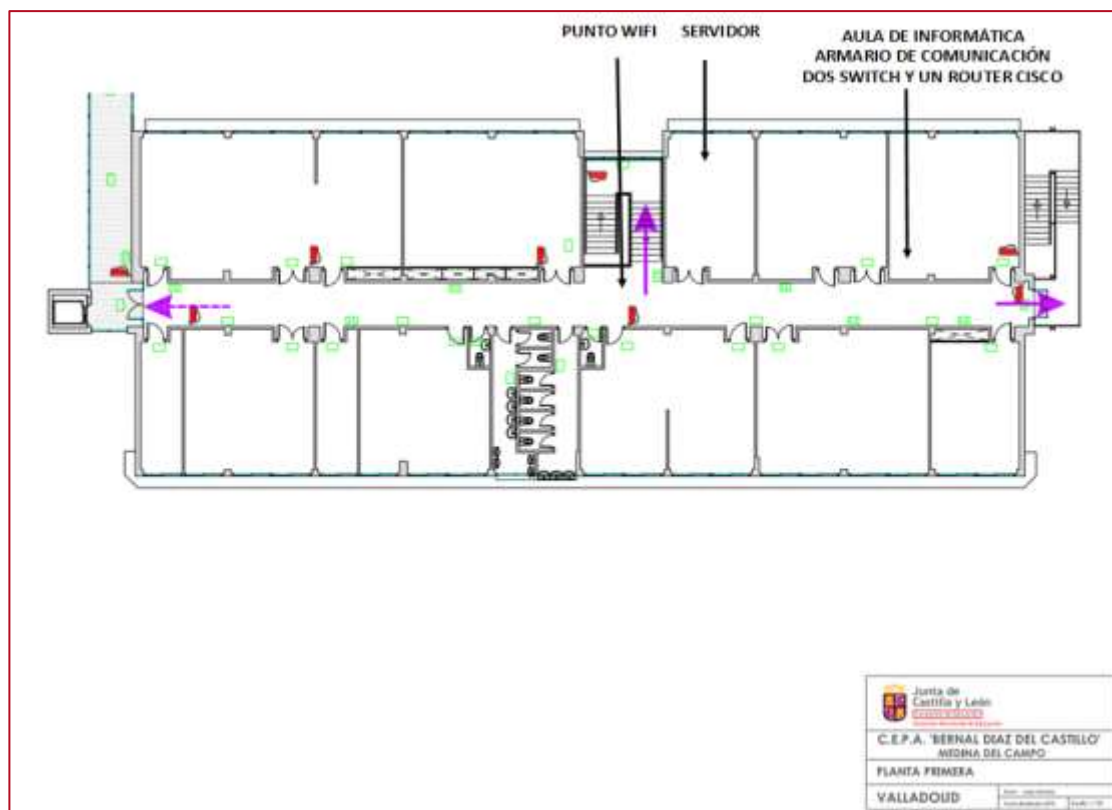 PUNTO WIFI
SERVIDOR
AULA DE INFORMÁTICA
ARMARIO DE COMUNICACIÓN
DOS SWITCH Y UN ROUTER CISCO
Junta de
Castilla y León
C.E.P.A. 'BERNAL DIAZ DEL CASTILLO'
MEDINA DEL CAMPO
PLANTA PRIMERA
VALLADOLID